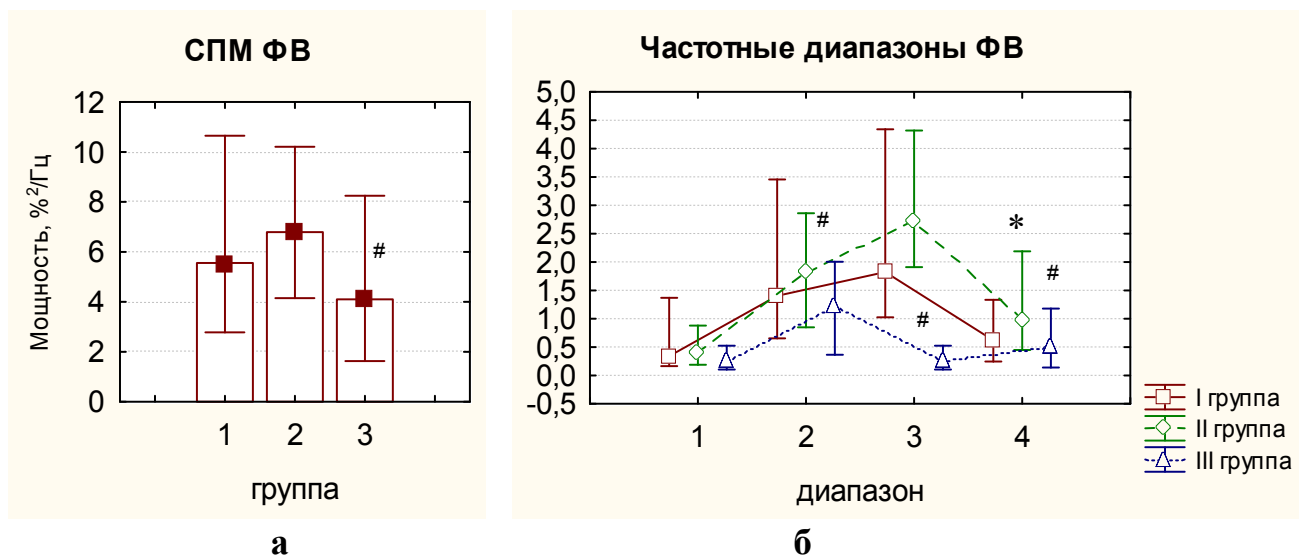 СПМ ФВ
Мощность, %²/Гц
12
10
8
6
4
2
0
#
1 2 3
группа
а
Частотные диапазоны ФВ
5,0
4,5
4,0
3,5
3,0
2,5
2,0
1,5
1,0
0,5
0,0
-0,5
#
*
#
#
1 2 3 4
диапазон
I группа
II группа
III группа
б